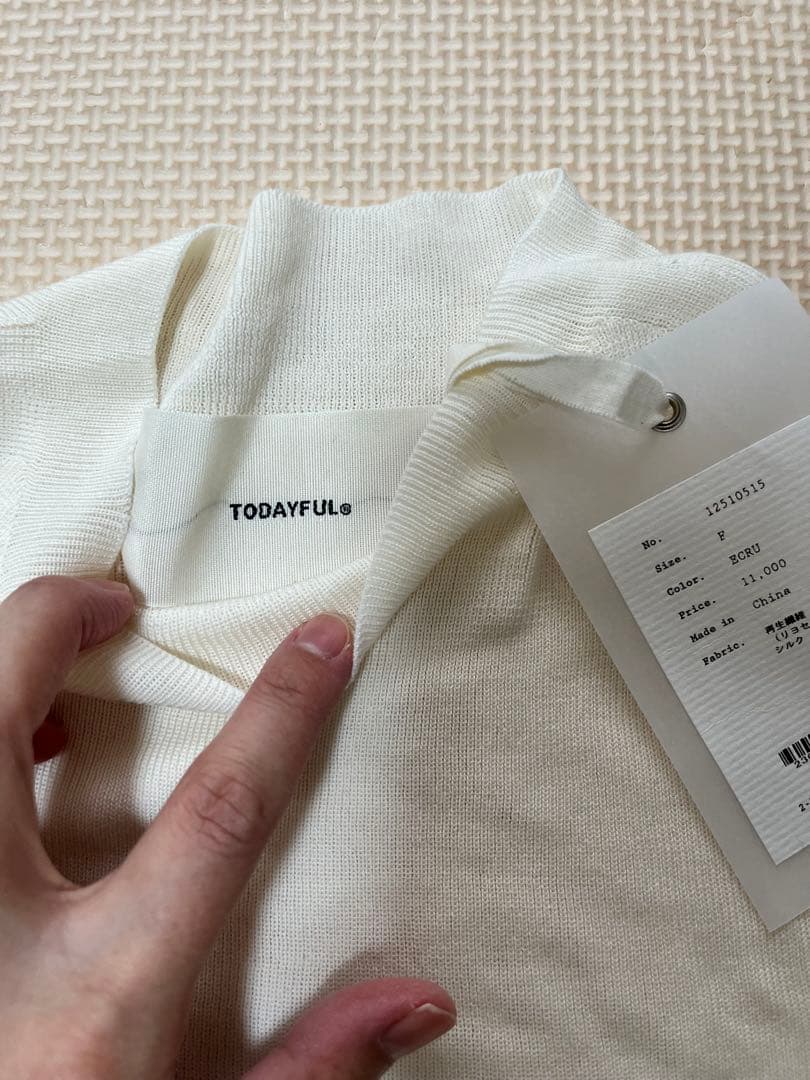 TODAYFUL®
No. 12510515
Size. F
Color. ECRU
Price. 11,000
Made in China
Fabric. 再生繊維
（リヨセ
シルク